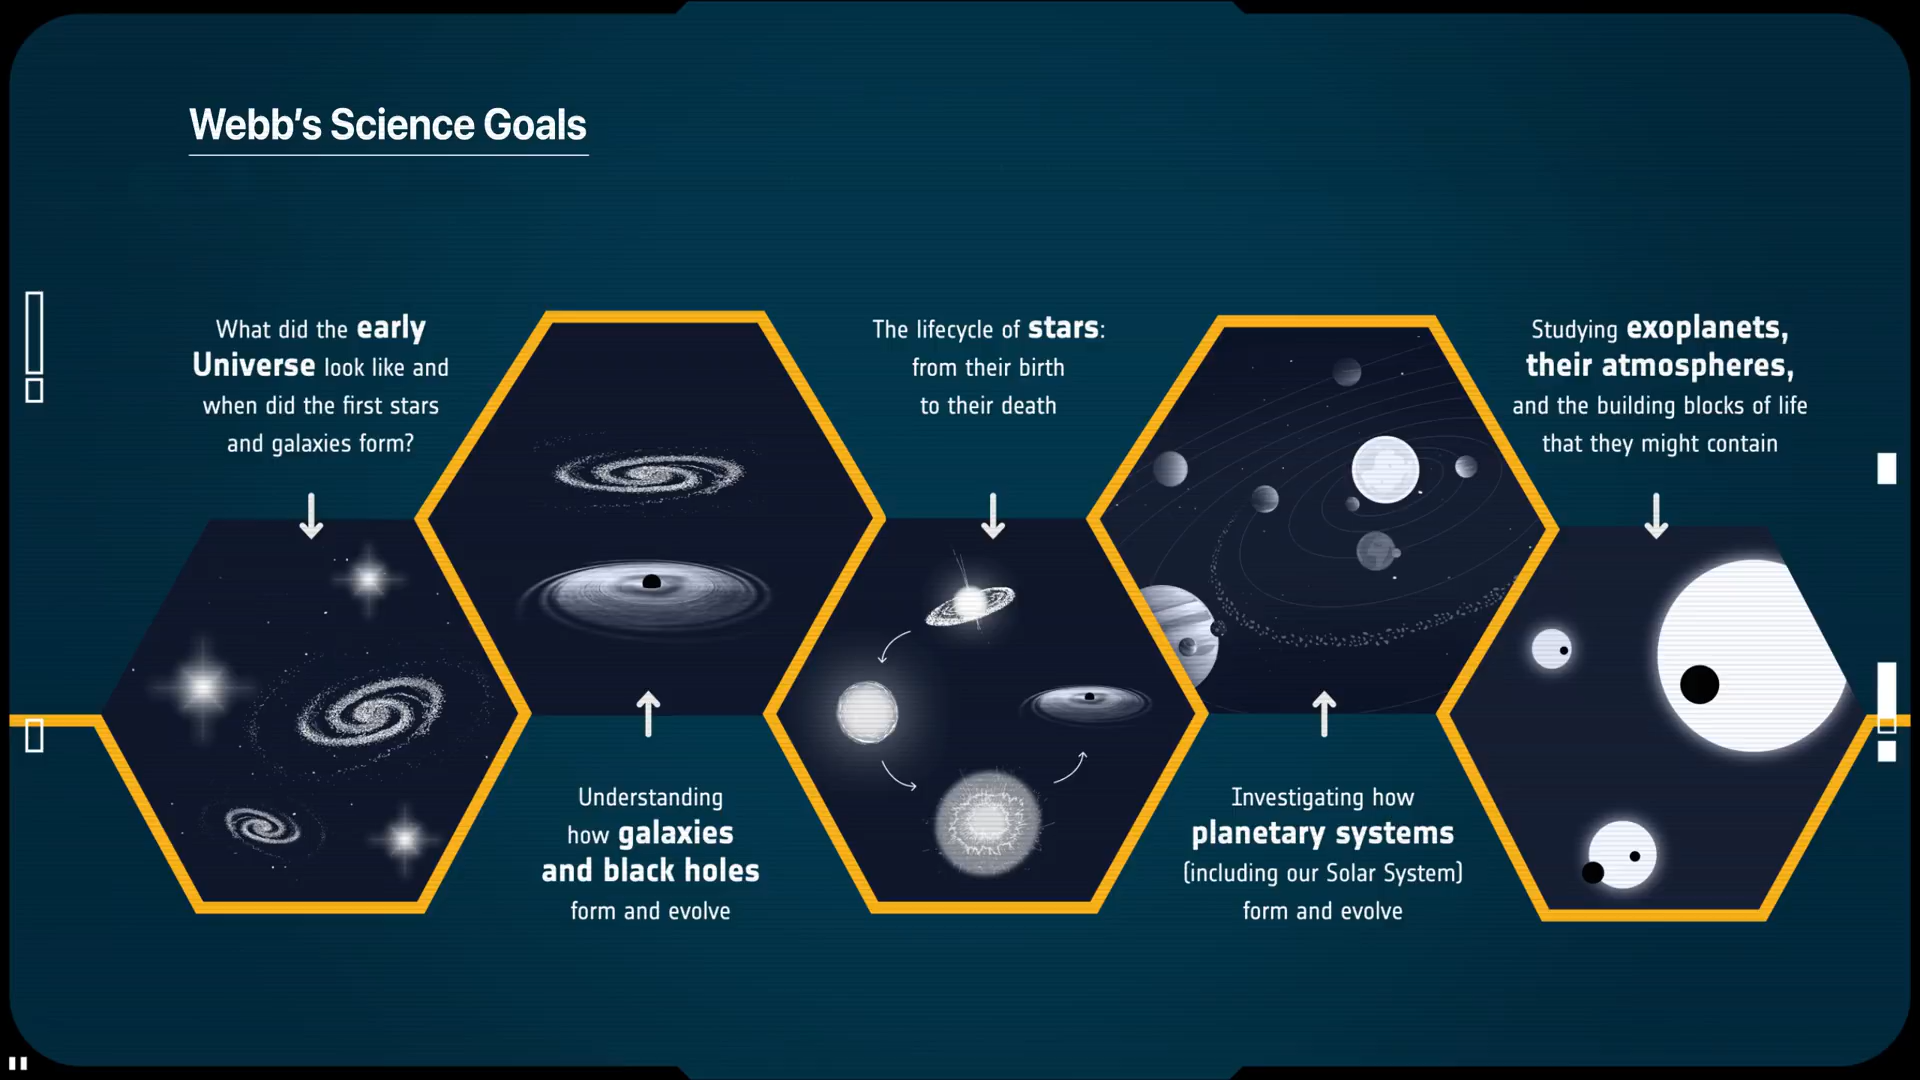 Webb's Science Goals
What did the early
Universe look like and
when did the first stars
and galaxies form?
Understanding
how galaxies
and black holes
form and evolve
The lifecycle of stars:
from their birth
to their death
Investigating how
planetary systems
(including our Solar System)
form and evolve
Studying exoplanets,
their atmospheres,
and the building blocks of life
that they might contain